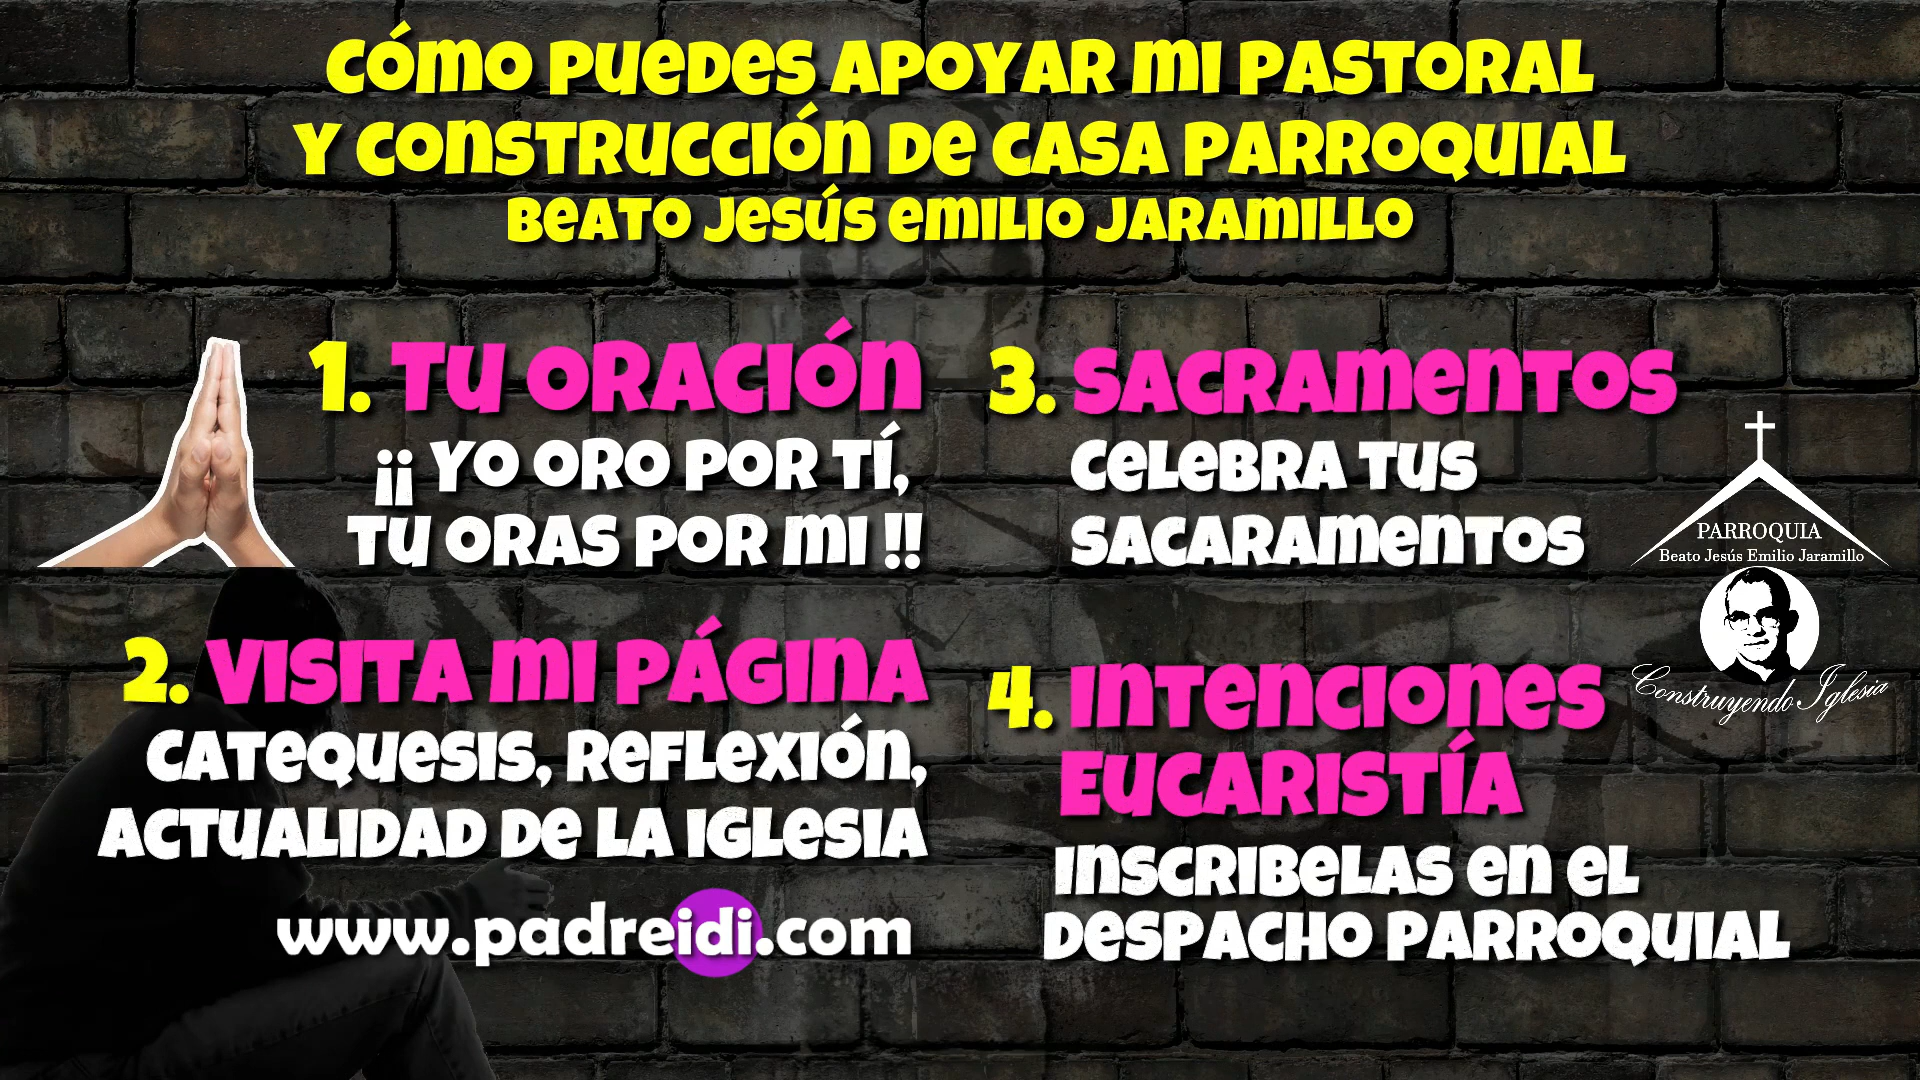 Cómo puedes apoyar mi pastoral
y construcción de casa parroquial
Beato Jesús Emilio Jaramillo
1. Tu oración
¡¡ Yo oro por tí,
tu oras por mi !!
2. Visita mi página
Catequesis, reflexión,
actualidad de la iglesia
www.padreidi.com
3. Sacramentos
Celebra tus
sacaramentos
4. Intenciones
Eucaristía
Inscribelas en el
despacho parroquial
PARROQUIA
Beato Jesús Emilio Jaramillo
Construyendo Iglesia